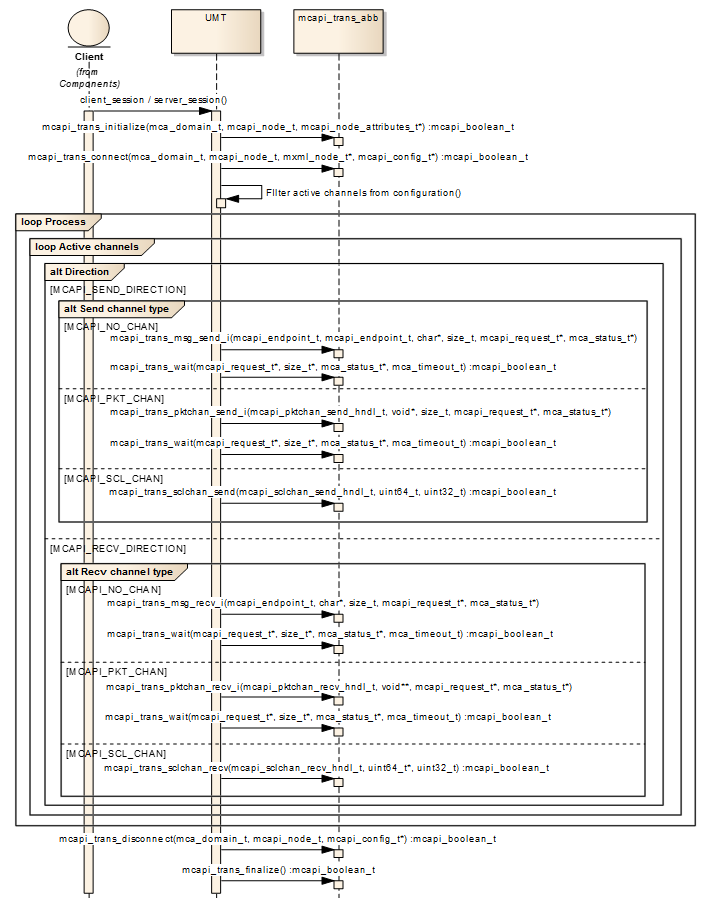 UMT
mcapi_trans_abb
Client
(from
Components)
client_session / server_session()
mcapi_trans_initialize(mca_domain_t, mcapi_node_t, mcapi_node_attributes_t*) :mcapi_boolean_t
mcapi_trans_connect(mca_domain_t, mcapi_node_t, mxml_node_t*, mcapi_config_t*) :mcapi_boolean_t
FIlter active channels from configuration()
loop Process
loop Active channels
alt Direction
[MCAPI_SEND_DIRECTION]
alt Send channel type
[MCAPI_NO_CHAN]
mcapi_trans_msg_send_i(mcapi_endpoint_t, mcapi_endpoint_t, char*, size_t, mcapi_request_t*, mca_status_t*)
mcapi_trans_wait(mcapi_request_t*, size_t*, mca_status_t*, mca_timeout_t) :mcapi_boolean_t
[MCAPI_PKT_CHAN]
mcapi_trans_pktchan_send_i(mcapi_pktchan_send_hndl_t, void*, size_t, mcapi_request_t*, mca_status_t*)
mcapi_trans_wait(mcapi_request_t*, size_t*, mca_status_t*, mca_timeout_t) :mcapi_boolean_t
[MCAPI_SCL_CHAN]
mcapi_trans_sclchan_send(mcapi_sclchan_send_hndl_t, uint64_t, uint32_t) :mcapi_boolean_t
[MCAPI_RECV_DIRECTION]
alt Recv channel type
[MCAPI_NO_CHAN]
mcapi_trans_msg_recv_i(mcapi_endpoint_t, char*, size_t, mcapi_request_t*, mca_status_t*)
mcapi_trans_wait(mcapi_request_t*, size_t*, mca_status_t*, mca_timeout_t) :mcapi_boolean_t
[MCAPI_PKT_CHAN]
mcapi_trans_pktchan_recv_i(mcapi_pktchan_recv_hndl_t, void**, mcapi_request_t*, mca_status_t*)
mcapi_trans_wait(mcapi_request_t*, size_t*, mca_status_t*, mca_timeout_t) :mcapi_boolean_t
[MCAPI_SCL_CHAN]
mcapi_trans_sclchan_recv(mcapi_sclchan_recv_hndl_t, uint64_t*, uint32_t) :mcapi_boolean_t
mcapi_trans_disconnect(mca_domain_t, mcapi_node_t, mcapi_config_t*) :mcapi_boolean_t
mcapi_trans_finalize() :mcapi_boolean_t